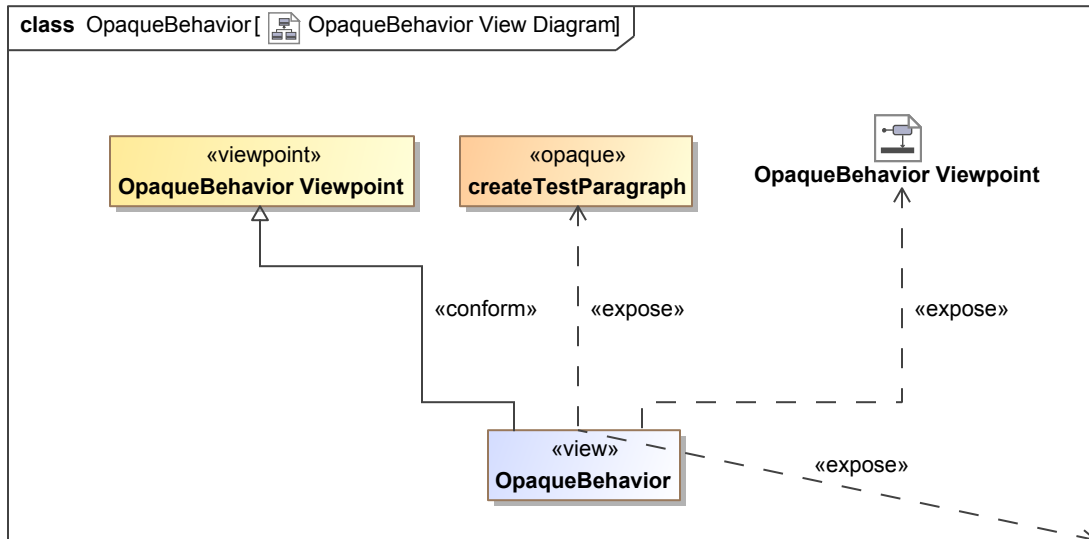 class OpaqueBehavior[ OpaqueBehavior View Diagram]
«viewpoint»
OpaqueBehavior Viewpoint
«opaque»
createTestParagraph
OpaqueBehavior Viewpoint
«conform»
«expose»
«expose»
«view»
OpaqueBehavior
«expose»